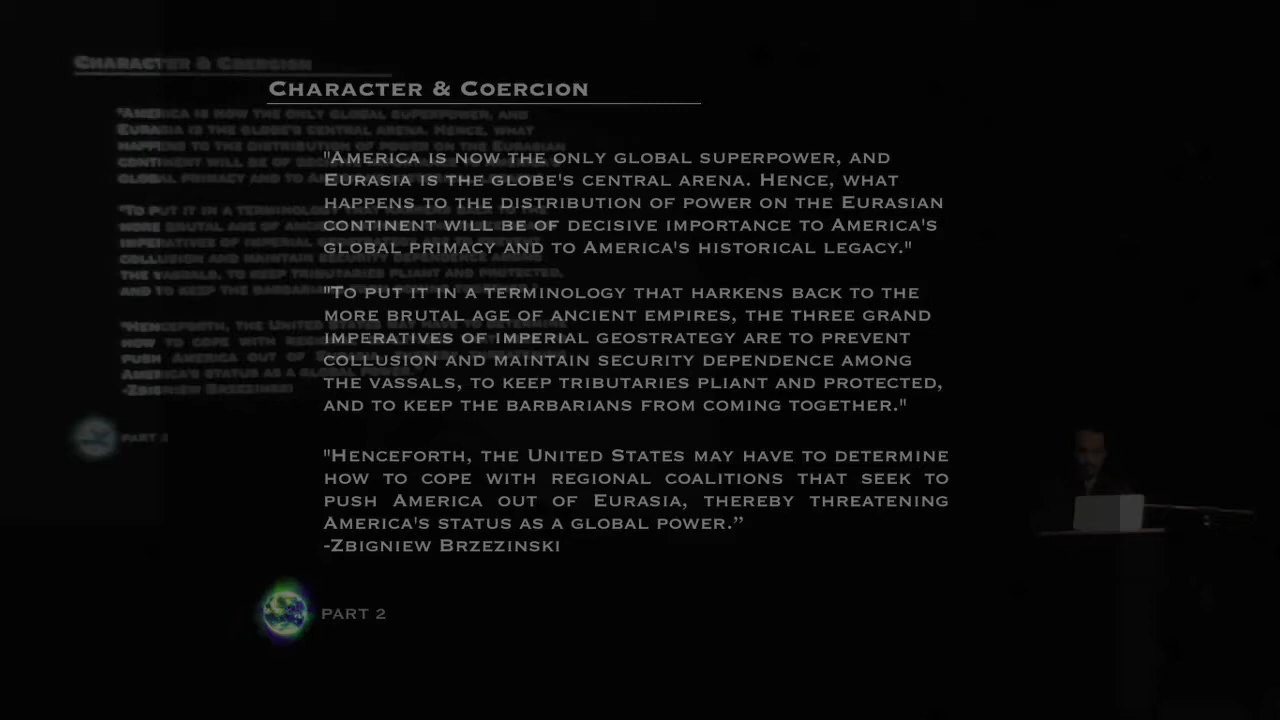 Character & Coercion
"America is now the only global superpower, and
Eurasia is the globe's central arena. Hence, what
happens to the distribution of power on the Eurasian
continent will be of decisive importance to America's
global primacy and to America's historical legacy."
"To put it in a terminology that harkens back to the
more brutal age of ancient empires, the three grand
imperatives of imperial geostrategy are to prevent
collusion and maintain security dependence among
the vassals, to keep tributaries pliant and protected,
and to keep the barbarians from coming together."
"Henceforth, the United States may have to determine
how to cope with regional coalitions that seek to
push America out of Eurasia, thereby threatening
America's status as a global power.”
-Zbigniew Brzezinski
PART 2